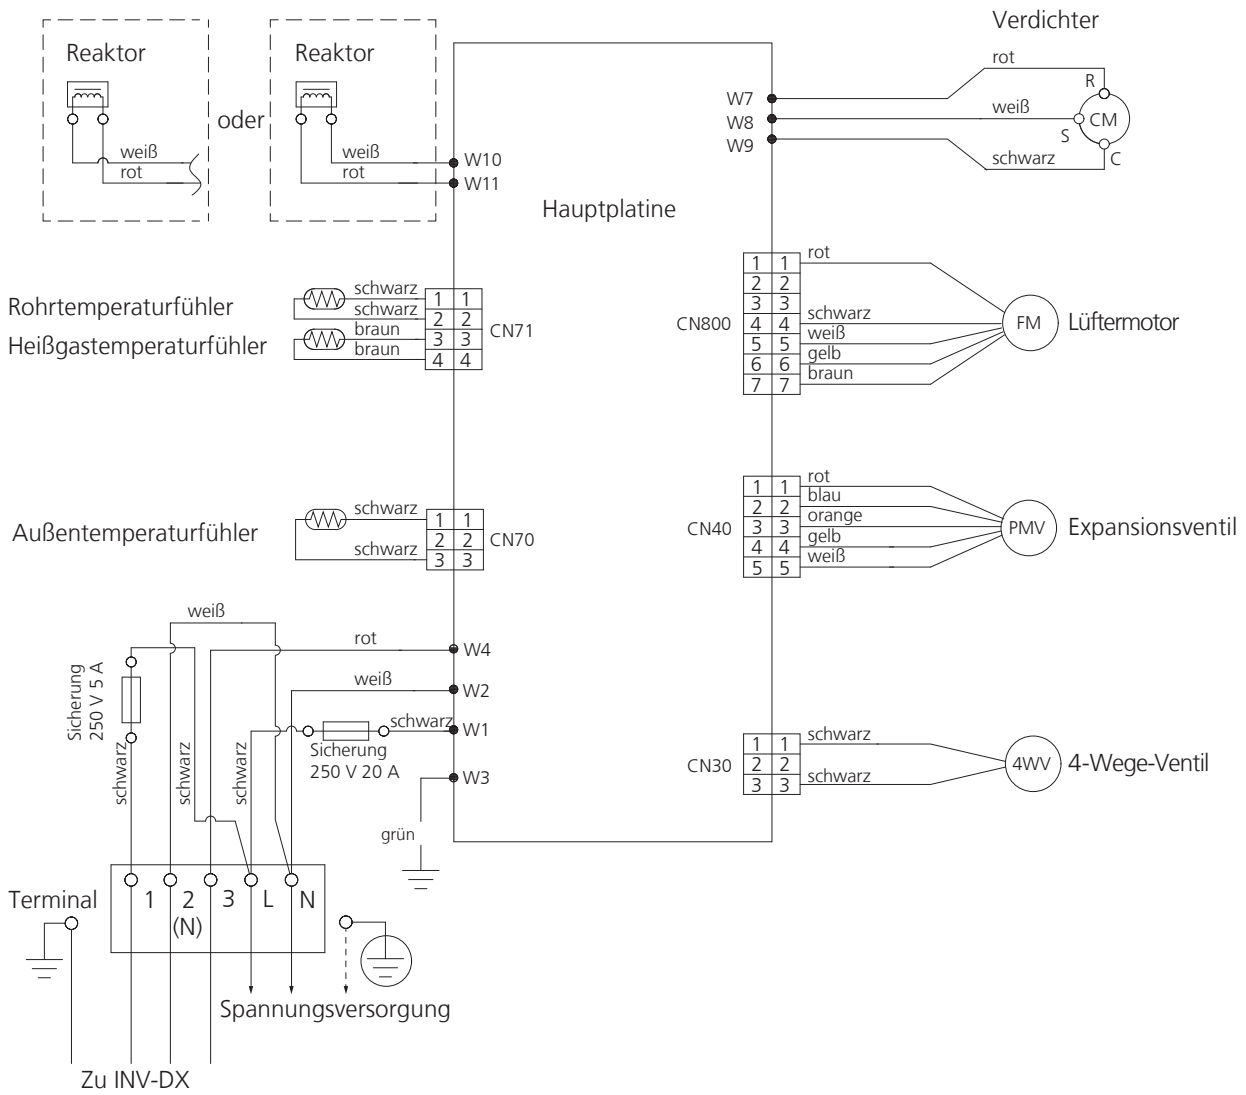 Verdichter
Reaktor
Reaktor
oder
weiß
rot
weiß
rot
W10
W11
W7
W8
W9
rot
weiß
schwarz
R
S
C
CM
Hauptplatine
Rohrtemperaturfühler
Heißgastemperaturfühler
schwarz
schwarz
braun
braun
1 1
2 2
3 3
4 4
CN71
CN800
1 1
2 2
3 3
4 4
5 5
6 6
7 7
rot
schwarz
weiß
gelb
braun
FM
Lüftermotor
Außentemperaturfühler
schwarz
schwarz
1 1
2 2
3 3
CN70
CN40
1 1
2 2
3 3
4 4
5 5
rot
blau
orange
gelb
weiß
PMV
Expansionsventil
weiß
rot
W4
weiß
W2
schwarz
W1
Sicherung
250 V 5 A
Sicherung
250 V 20 A
schwarz
schwarz
schwarz
W3
grün
CN30
1 1
2 2
3 3
schwarz
schwarz
4WV
4-Wege-Ventil
Terminal
1 2 3 L N
(N)
Spannungsversorgung
Zu INV-DX